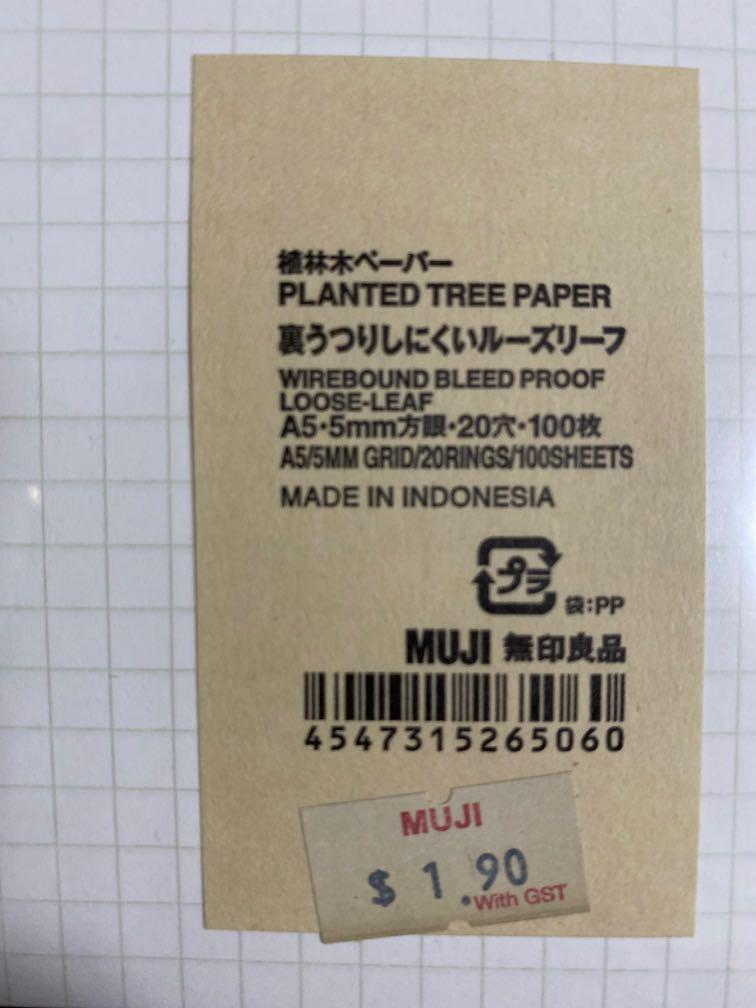 植林木ペーパー
PLANTED TREE PAPER
裏うつりしにくいルーズリーフ
WIREBOUND BLEED PROOF
LOOSE-LEAF
A5・5mm方眼・20穴・100枚
A5/5MM GRID/20RINGS/100SHEETS
MADE IN INDONESIA
プラ
袋:PP
MUJI 無印良品
4547315265060
MUJI
$ 1.90
With GST